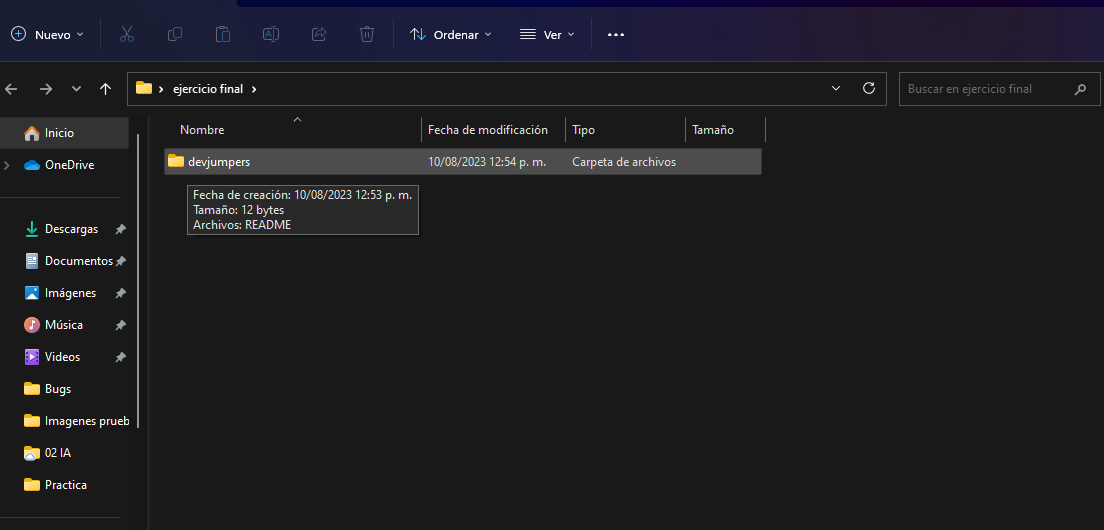 Nuevo Ordenar Ver
ejercicio final Buscar en ejercicio final
Inicio
OneDrive
Descargas
Documentos
Imágenes
Música
Videos
Bugs
Imagenes prueb
02 IA
Practica
Nombre Fecha de modificación Tipo Tamaño
devjumpers 10/08/2023 12:54 p. m. Carpeta de archivos
Fecha de creación: 10/08/2023 12:53 p. m.
Tamaño: 12 bytes
Archivos: README